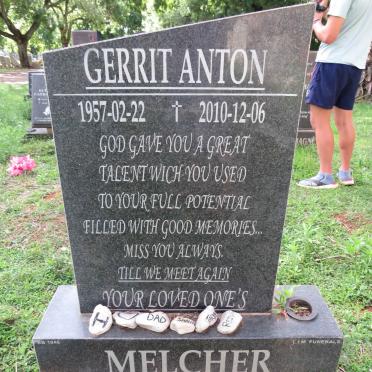 GERRIT ANTON
1957-02-22 † 2010-12-06
GOD GAVE YOU A GREAT
TALENT WICH YOU USED
TO YOUR FULL POTENTIAL
FILLED WITH GOOD MEMORIES...
MISS YOU ALWAYS.
TILL WE MEET AGAIN
YOUR LOVED ONE'S
DAD
MELCHER